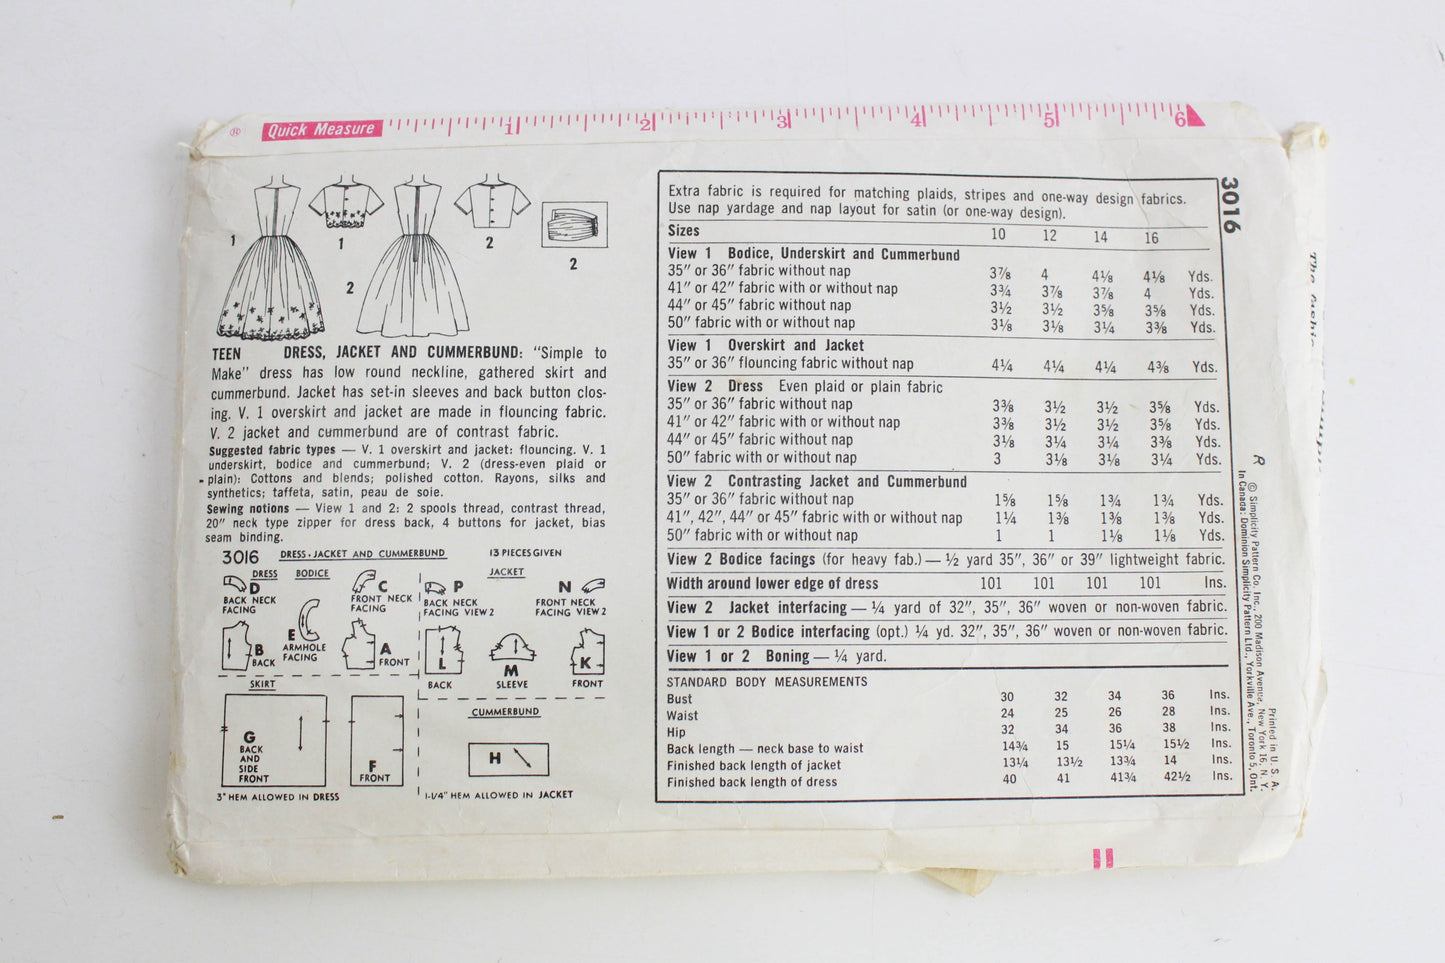 ® Quick Measure 1 2 3 4 5 6
1 1 2 2
2
TEEN DRESS, JACKET AND CUMMERBUND: "Simple to
Make" dress has low round neckline, gathered skirt and
cummerbund. Jacket has set-in sleeves and back button clos-
ing. V. 1 overskirt and jacket are made in flouncing fabric.
V. 2 jacket and cummerbund are of contrast fabric.
Suggested fabric types — V. 1 overskirt and jacket: flouncing. V. 1
underskirt, bodice and cummerbund; V. 2 (dress-even plaid or
plain): Cottons and blends; polished cotton. Rayons, silks and
synthetics; taffeta, satin, peau de soie.
Sewing notions — View 1 and 2: 2 spools thread, contrast thread,
20" neck type zipper for dress back, 4 buttons for jacket, bias
seam binding.
3016 DRESS, JACKET AND CUMMERBUND 13 PIECES GIVEN
DRESS BODICE
D
BACK NECK
FACING
C
FRONT NECK
FACING
E
ARMHOLE
FACING
B
BACK
A
FRONT
JACKET
P
BACK NECK
FACING VIEW 2
N
FRONT NECK
FACING VIEW 2
L
BACK
M
SLEEVE
K
FRONT
SKIRT
G
BACK
AND
SIDE
FRONT
F
FRONT
3" HEM ALLOWED IN DRESS
CUMMERBUND
H
1-1/4" HEM ALLOWED IN JACKET
Extra fabric is required for matching plaids, stripes and one-way design fabrics.
Use nap yardage and nap layout for satin (or one-way design).
Sizes 10 12 14 16
View 1 Bodice, Underskirt and Cummerbund
35" or 36" fabric without nap 3⅞ 4 4⅛ 4⅛ Yds.
41" or 42" fabric with or without nap 3¾ 3⅞ 3⅞ 4 Yds.
44" or 45" fabric without nap 3½ 3½ 3⅝ 3⅝ Yds.
50" fabric with or without nap 3⅛ 3⅛ 3¼ 3⅜ Yds.
View 1 Overskirt and Jacket
35" or 36" flouncing fabric without nap 4¼ 4¼ 4¼ 4⅜ Yds.
View 2 Dress Even plaid or plain fabric
35" or 36" fabric without nap 3⅜ 3½ 3½ 3⅝ Yds.
41" or 42" fabric with or without nap 3⅜ 3½ 3½ 3⅝ Yds.
44" or 45" fabric without nap 3⅛ 3¼ 3¼ 3⅜ Yds.
50" fabric with or without nap 3 3⅛ 3⅛ 3¼ Yds.
View 2 Contrasting Jacket and Cummerbund
35" or 36" fabric without nap 1⅝ 1⅝ 1¾ 1¾ Yds.
41", 42", 44" or 45" fabric with or without nap 1¼ 1⅜ 1⅜ 1⅜ Yds.
50" fabric with or without nap 1 1 1⅛ 1⅛ Yds.
View 2 Bodice facings (for heavy fab.) — ½ yard 35", 36" or 39" lightweight fabric.
Width around lower edge of dress 101 101 101 101 Ins.
View 2 Jacket interfacing — ¼ yard of 32", 35", 36" woven or non-woven fabric.
View 1 or 2 Bodice interfacing (opt.) ¼ yd. 32", 35", 36" woven or non-woven fabric.
View 1 or 2 Boning — ¼ yard.
STANDARD BODY MEASUREMENTS
Bust 30 32 34 36 Ins.
Waist 24 25 26 28 Ins.
Hip 32 34 36 38 Ins.
Back length — neck base to waist 14¾ 15 15¼ 15½ Ins.
Finished back length of jacket 13¼ 13½ 13¾ 14 Ins.
Finished back length of dress 40 41 41¾ 42½ Ins.
3016
R
© Simplicity Pattern Co. Inc., 200 Madison Avenue, New York 16, N. Y.
In Canada: Dominion Simplicity Pattern Ltd., Yorkville Ave., Toronto 5, Ont.
Printed in U. S. A.
The